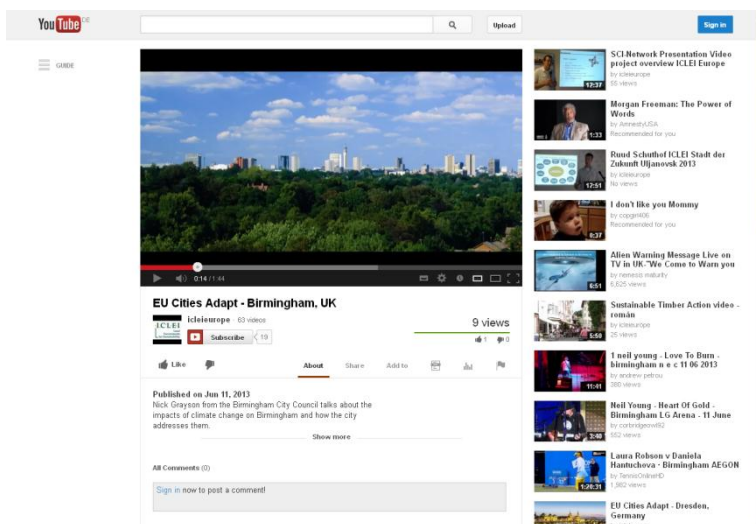 YouTube DE
Upload
Sign in
GUIDE
0:14 / 1:44
EU Cities Adapt - Birmingham, UK
ICLEI
icleieurope · 63 videos
Subscribe 19
9 views
1 0
Like
About
Share
Add to
Published on Jun 11, 2013
Nick Grayson from the Birmingham City Council talks about the
impacts of climate change on Birmingham and how the city
addresses them.
Show more
All Comments (0)
Sign in now to post a comment!
12:37
SCI-Network Presentation Video
project overview ICLEI Europe
by icleieurope
55 views
1:33
Morgan Freeman: The Power of
Words
by AmnestyUSA
Recommended for you
12:51
Ruud Schuthof ICLEI Stadt der
Zukunft Uljanovsk 2013
by icleieurope
No views
0:37
I don't like you Mommy
by copgirl406
Recommended for you
6:51
Alien Warning Message Live on
TV in UK-"We Come to Warn you
by nemesis maturity
6,625 views
5:50
Sustainable Timber Action video -
român
by icleieurope
25 views
11:41
1 neil young - Love To Burn -
birmingham n e c 11 06 2013
by andrew petrou
380 views
3:40
Neil Young - Heart Of Gold -
Birmingham LG Arena - 11 June
by corbridgeowl92
552 views
1:20:31
Laura Robson v Daniela
Hantuchova · Birmingham AEGON
by TennisOnlineHD
1,982 views
EU Cities Adapt - Dresden,
Germany